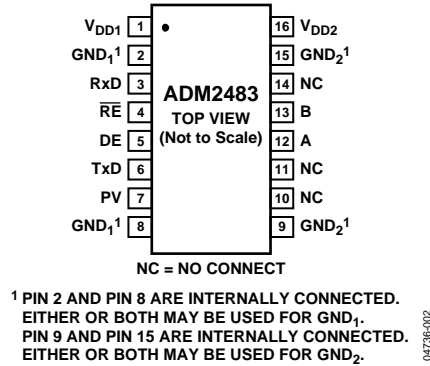 VDD1 1 16 VDD2
GND1¹ 2 15 GND2¹
RxD 3 14 NC
ADM2483
R̅E̅ 4 13 B
TOP VIEW
DE 5 12 A
(Not to Scale)
TxD 6 11 NC
PV 7 10 NC
GND1¹ 8 9 GND2¹
NC = NO CONNECT
¹ PIN 2 AND PIN 8 ARE INTERNALLY CONNECTED.
EITHER OR BOTH MAY BE USED FOR GND1.
PIN 9 AND PIN 15 ARE INTERNALLY CONNECTED.
EITHER OR BOTH MAY BE USED FOR GND2.
04736-002